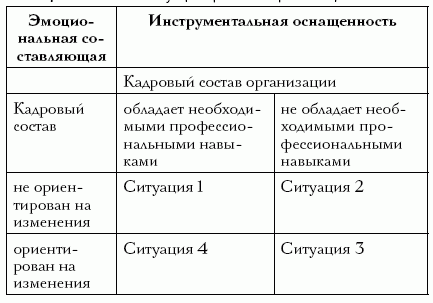 Эмоцио-
нальная со-
ставляющая
Инструментальная оснащенность
Кадровый состав организации
Кадровый
состав
обладает необходи-
мыми профессио-
нальными навы-
ками
не обладает необ-
ходимыми про-
фессиональными
навыками
не ориен-
тирован на
изменения
Ситуация 1
Ситуация 2
ориенти-
рован на
изменения
Ситуация 4
Ситуация 3